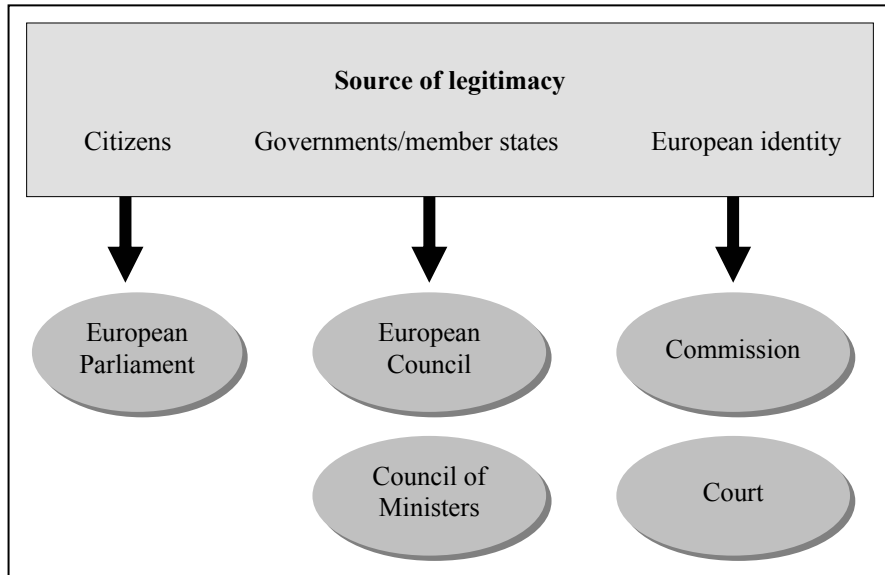 Source of legitimacy
Citizens Governments/member states European identity
European
Parliament
European
Council
Commission
Council of
Ministers
Court